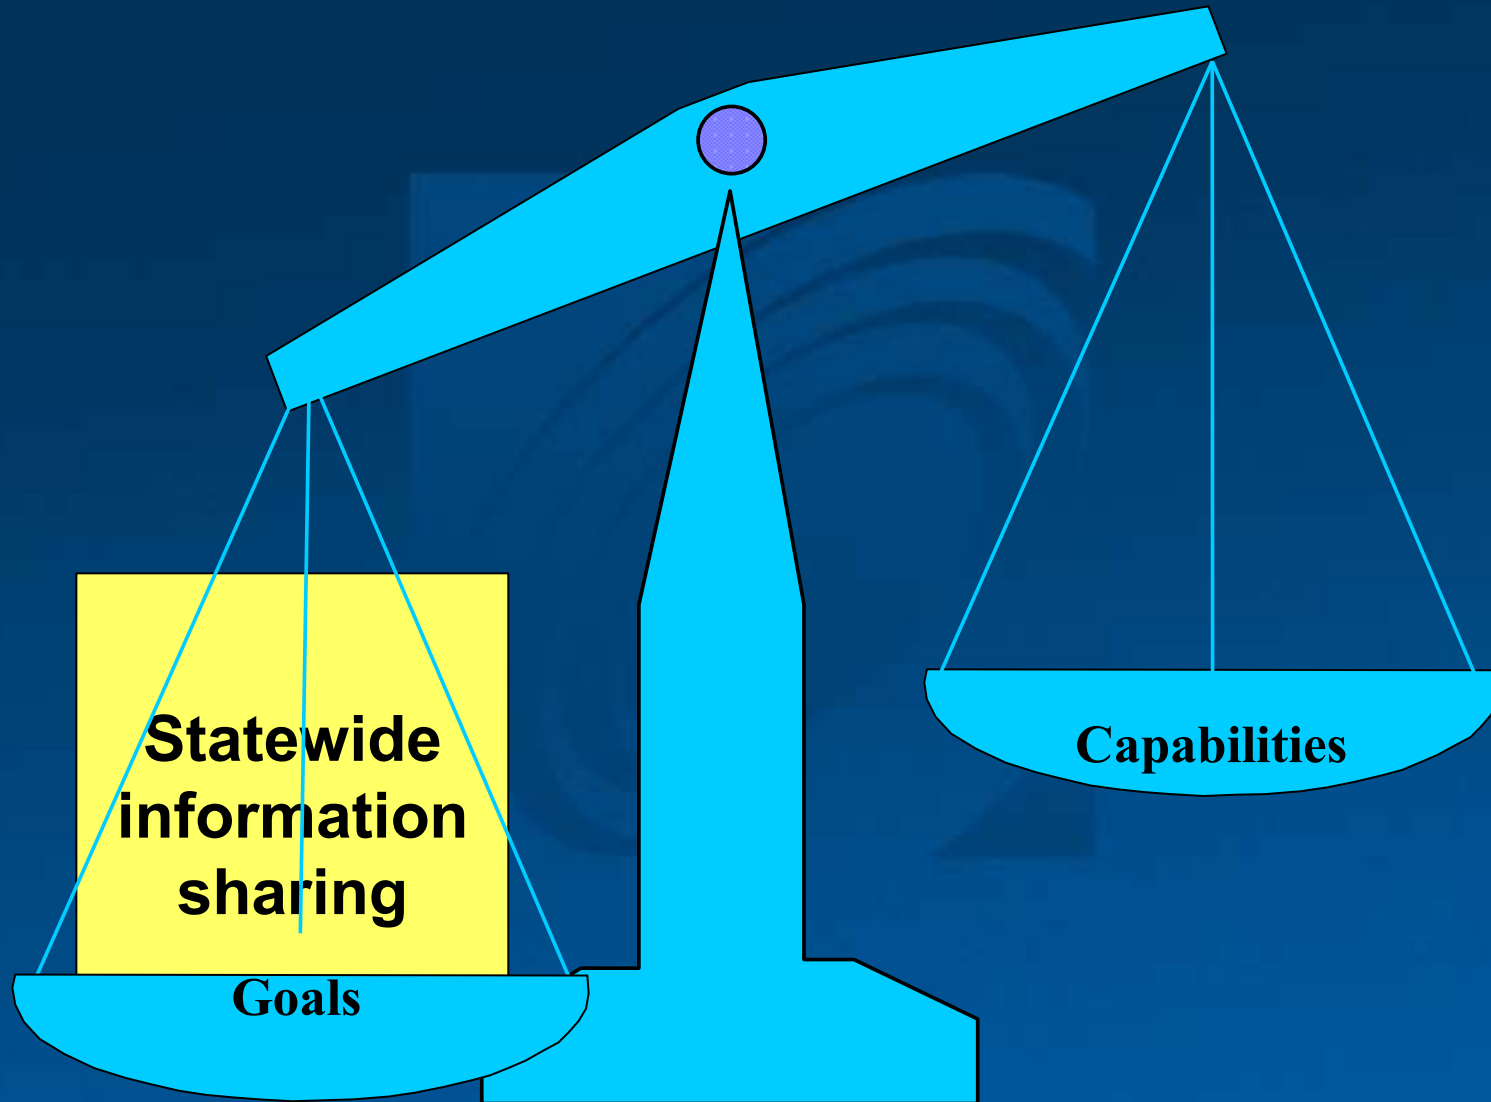 Statewide
information
sharing
Goals
Capabilities